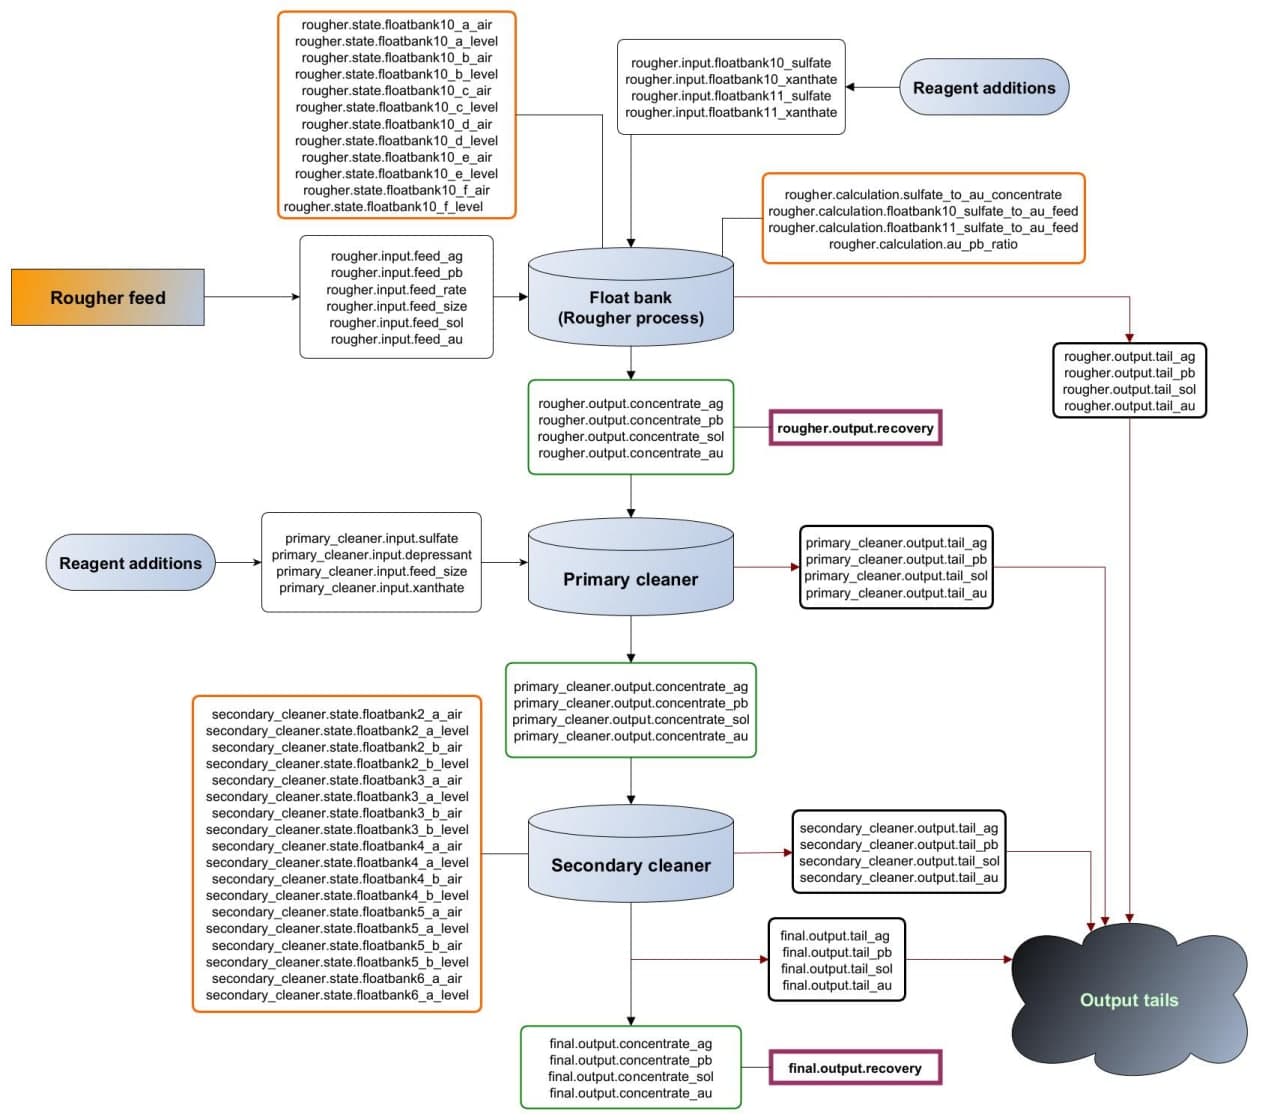 rougher.state.floatbank10_a_air
rougher.state.floatbank10_a_level
rougher.state.floatbank10_b_air
rougher.state.floatbank10_b_level
rougher.state.floatbank10_c_air
rougher.state.floatbank10_c_level
rougher.state.floatbank10_d_air
rougher.state.floatbank10_d_level
rougher.state.floatbank10_e_air
rougher.state.floatbank10_e_level
rougher.state.floatbank10_f_air
rougher.state.floatbank10_f_level
rougher.input.floatbank10_sulfate
rougher.input.floatbank10_xanthate
rougher.input.floatbank11_sulfate
rougher.input.floatbank11_xanthate
Reagent additions
rougher.calculation.sulfate_to_au_concentrate
rougher.calculation.floatbank10_sulfate_to_au_feed
rougher.calculation.floatbank11_sulfate_to_au_feed
rougher.calculation.au_pb_ratio
Rougher feed
rougher.input.feed_ag
rougher.input.feed_pb
rougher.input.feed_rate
rougher.input.feed_size
rougher.input.feed_sol
rougher.input.feed_au
Float bank
(Rougher process)
rougher.output.tail_ag
rougher.output.tail_pb
rougher.output.tail_sol
rougher.output.tail_au
rougher.output.concentrate_ag
rougher.output.concentrate_pb
rougher.output.concentrate_sol
rougher.output.concentrate_au
rougher.output.recovery
Reagent additions
primary_cleaner.input.sulfate
primary_cleaner.input.depressant
primary_cleaner.input.feed_size
primary_cleaner.input.xanthate
Primary cleaner
primary_cleaner.output.tail_ag
primary_cleaner.output.tail_pb
primary_cleaner.output.tail_sol
primary_cleaner.output.tail_au
primary_cleaner.output.concentrate_ag
primary_cleaner.output.concentrate_pb
primary_cleaner.output.concentrate_sol
primary_cleaner.output.concentrate_au
secondary_cleaner.state.floatbank2_a_air
secondary_cleaner.state.floatbank2_a_level
secondary_cleaner.state.floatbank2_b_air
secondary_cleaner.state.floatbank2_b_level
secondary_cleaner.state.floatbank3_a_air
secondary_cleaner.state.floatbank3_a_level
secondary_cleaner.state.floatbank3_b_air
secondary_cleaner.state.floatbank3_b_level
secondary_cleaner.state.floatbank4_a_air
secondary_cleaner.state.floatbank4_a_level
secondary_cleaner.state.floatbank4_b_air
secondary_cleaner.state.floatbank4_b_level
secondary_cleaner.state.floatbank5_a_air
secondary_cleaner.state.floatbank5_a_level
secondary_cleaner.state.floatbank5_b_air
secondary_cleaner.state.floatbank5_b_level
secondary_cleaner.state.floatbank6_a_air
secondary_cleaner.state.floatbank6_a_level
Secondary cleaner
secondary_cleaner.output.tail_ag
secondary_cleaner.output.tail_pb
secondary_cleaner.output.tail_sol
secondary_cleaner.output.tail_au
final.output.tail_ag
final.output.tail_pb
final.output.tail_sol
final.output.tail_au
Output tails
final.output.concentrate_ag
final.output.concentrate_pb
final.output.concentrate_sol
final.output.concentrate_au
final.output.recovery